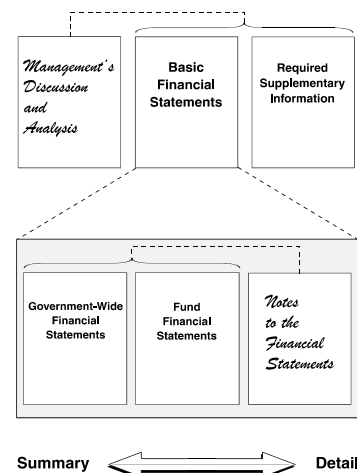 Management's
Discussion
and
Analysis
Basic
Financial
Statements
Required
Supplementary
Information
Government-Wide
Financial
Statements
Fund
Financial
Statements
Notes
to the
Financial
Statements
Summary
Detail